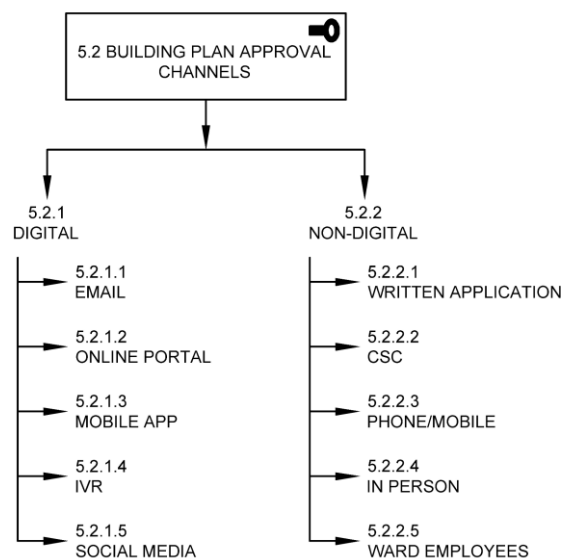 5.2 BUILDING PLAN APPROVAL
CHANNELS
5.2.1
DIGITAL
5.2.1.1
EMAIL
5.2.1.2
ONLINE PORTAL
5.2.1.3
MOBILE APP
5.2.1.4
IVR
5.2.1.5
SOCIAL MEDIA
5.2.2
NON-DIGITAL
5.2.2.1
WRITTEN APPLICATION
5.2.2.2
CSC
5.2.2.3
PHONE/MOBILE
5.2.2.4
IN PERSON
5.2.2.5
WARD EMPLOYEES